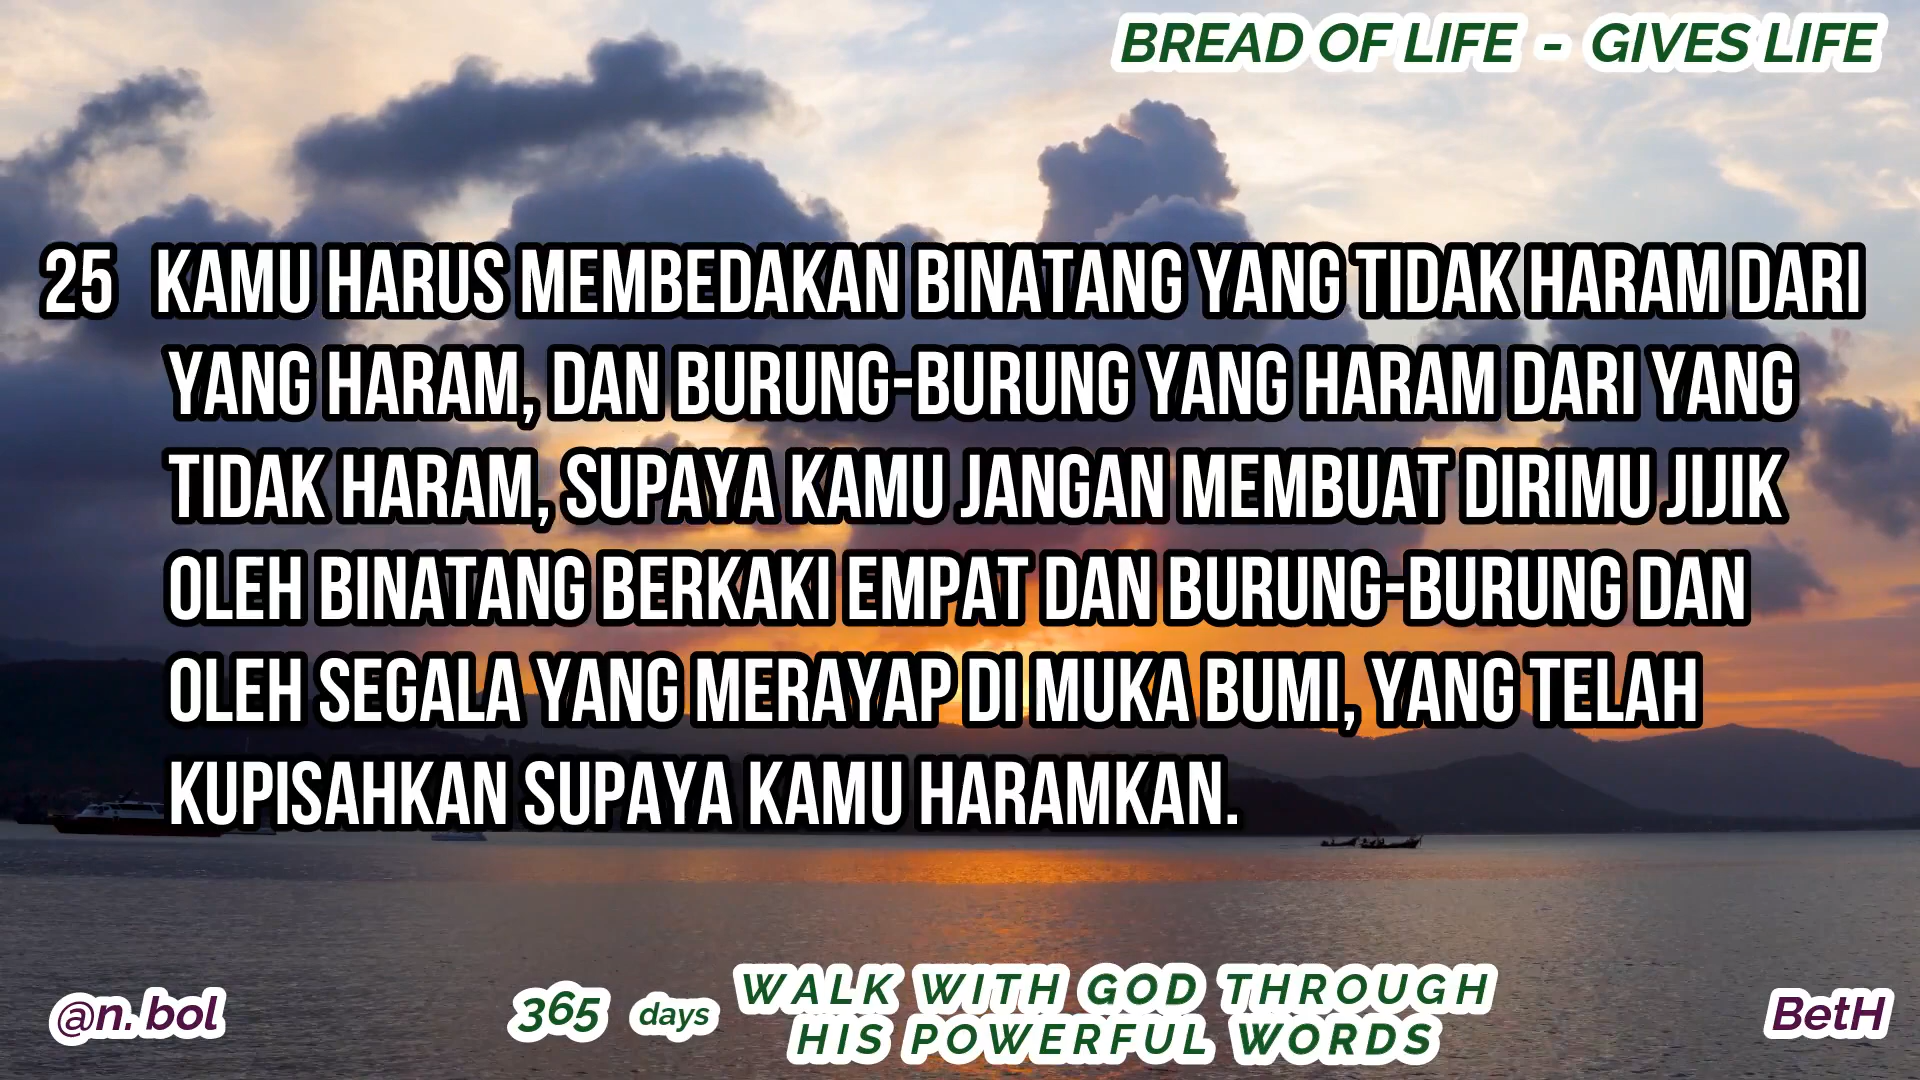 BREAD OF LIFE - GIVES LIFE
25 KAMU HARUS MEMBEDAKAN BINATANG YANG TIDAK HARAM DARI
YANG HARAM, DAN BURUNG-BURUNG YANG HARAM DARI YANG
TIDAK HARAM, SUPAYA KAMU JANGAN MEMBUAT DIRIMU JIJIK
OLEH BINATANG BERKAKI EMPAT DAN BURUNG-BURUNG DAN
OLEH SEGALA YANG MERAYAP DI MUKA BUMI, YANG TELAH
KUPISAHKAN SUPAYA KAMU HARAMKAN.
@n.bol
365 days
WALK WITH GOD THROUGH
HIS POWERFUL WORDS
BetH